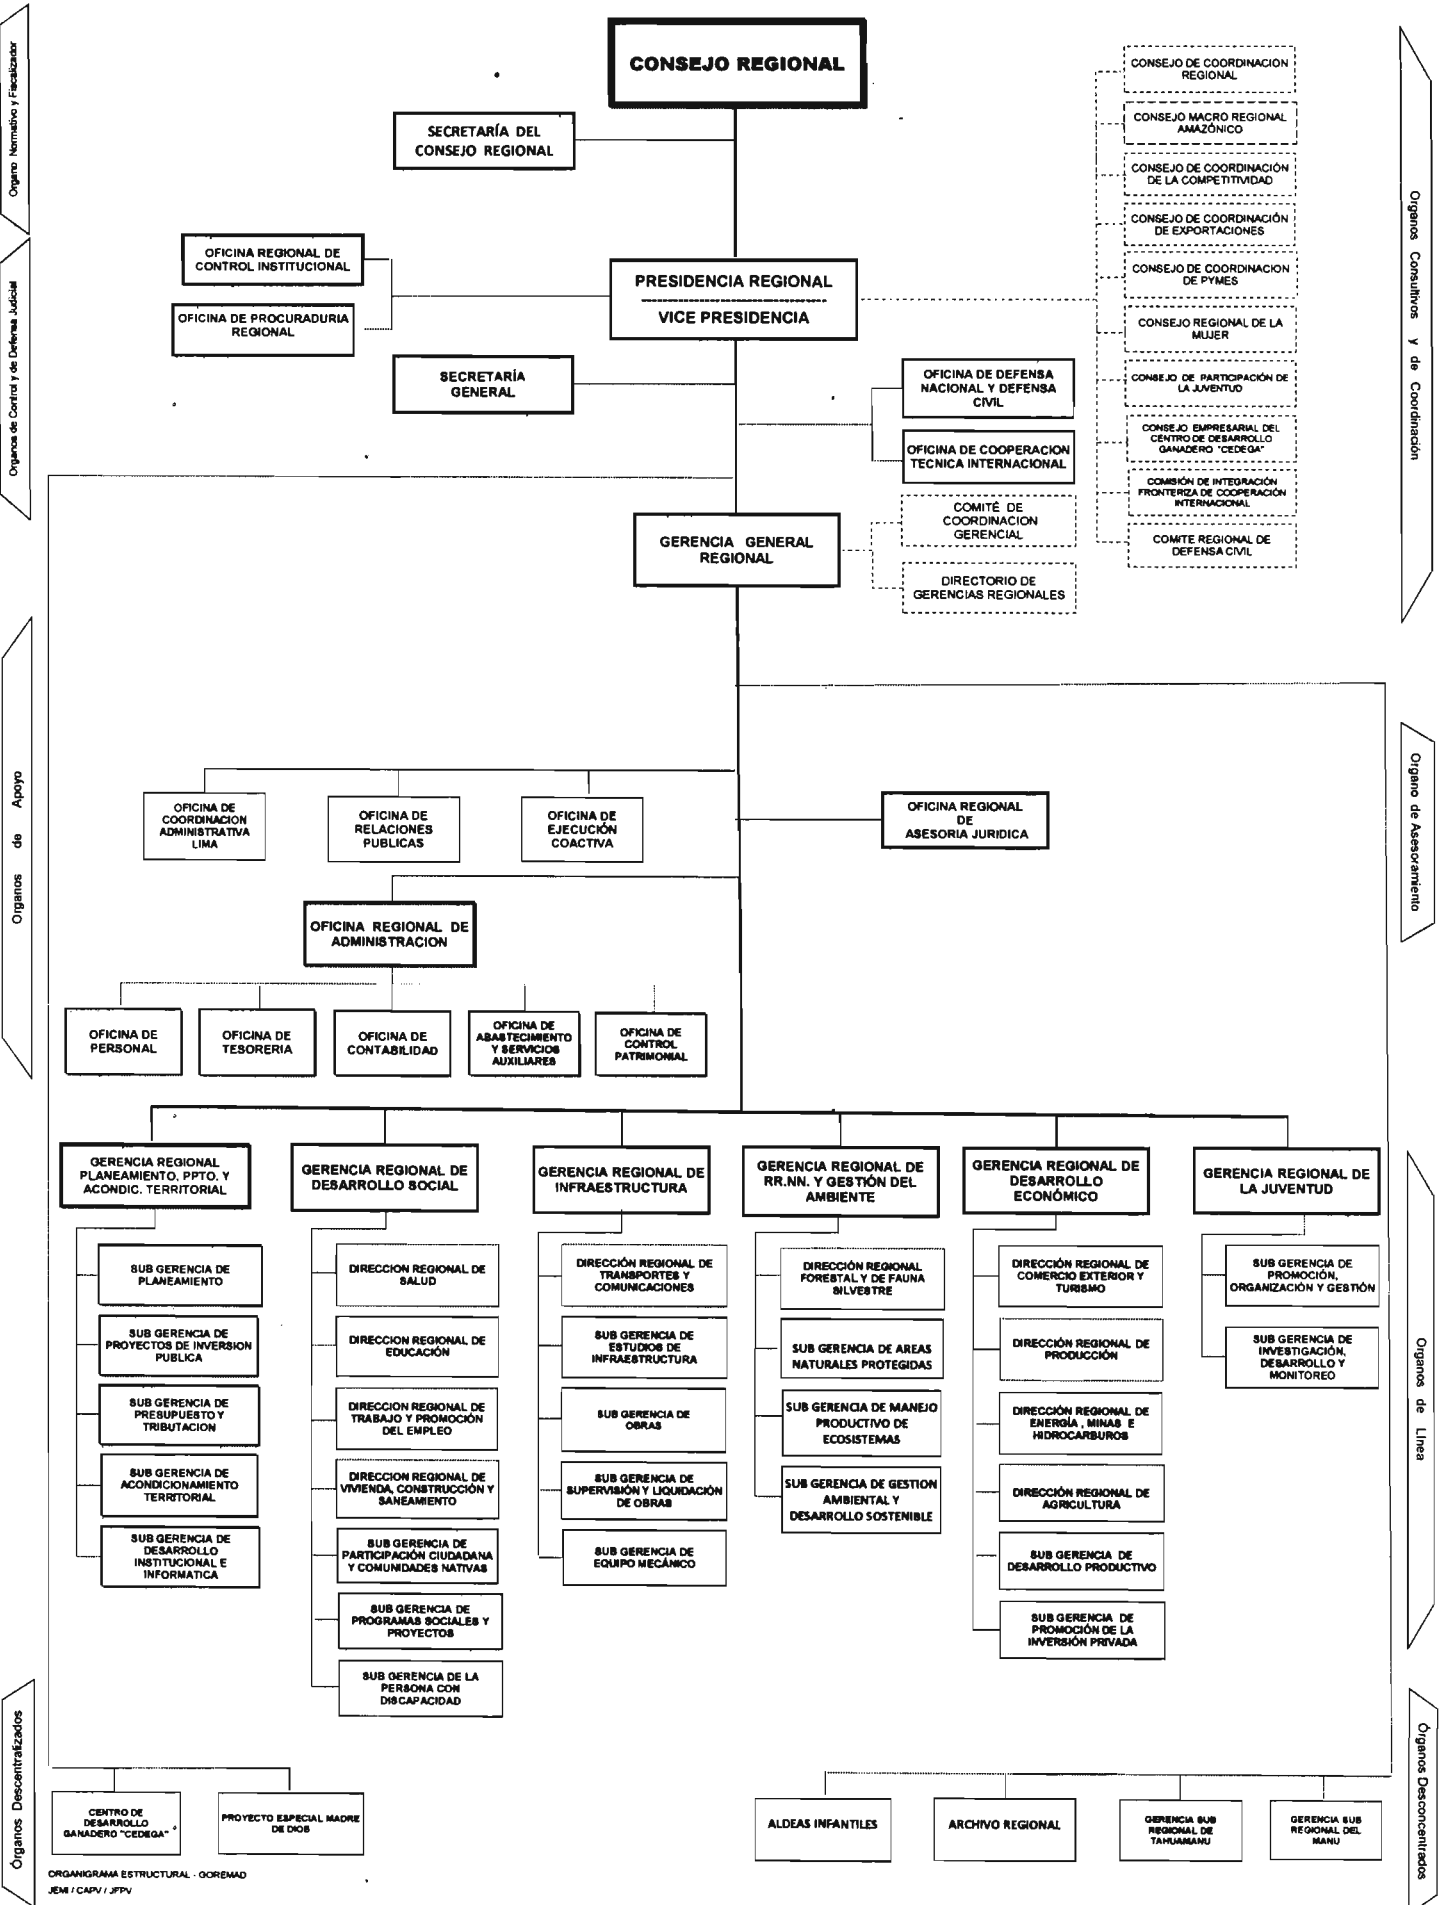 Organo Normativo y Fiscalizador
CONSEJO REGIONAL
SECRETARÍA DEL
CONSEJO REGIONAL
CONSEJO DE COORDINACION
REGIONAL
CONSEJO MACRO REGIONAL
AMAZÓNICO
CONSEJO DE COORDINACIÓN
DE LA COMPETITIVIDAD
CONSEJO DE COORDINACIÓN
DE EXPORTACIONES
CONSEJO DE COORDINACION
DE PYMES
CONSEJO REGIONAL DE LA
MUJER
CONSEJO DE PARTICIPACIÓN DE
LA JUVENTUD
CONSEJO EMPRESARIAL DEL
CENTRO DE DESARROLLO
GANADERO "CEDEGA"
COMISIÓN DE INTEGRACIÓN
FRONTERIZA DE COOPERACIÓN
INTERNACIONAL
COMITE REGIONAL DE
DEFENSA CIVIL
Organos Consultivos y de Coordinación
Organos de Control y de Defensa Judicial
OFICINA REGIONAL DE
CONTROL INSTITUCIONAL
OFICINA DE PROCURADURIA
REGIONAL
PRESIDENCIA REGIONAL
VICE PRESIDENCIA
SECRETARÍA
GENERAL
OFICINA DE DEFENSA
NACIONAL Y DEFENSA
CIVIL
OFICINA DE COOPERACION
TECNICA INTERNACIONAL
GERENCIA GENERAL
REGIONAL
COMITÉ DE
COORDINACION
GERENCIAL
DIRECTORIO DE
GERENCIAS REGIONALES
Organos de Apoyo
OFICINA DE
COORDINACION
ADMINISTRATIVA
LIMA
OFICINA DE
RELACIONES
PUBLICAS
OFICINA DE
EJECUCIÓN
COACTIVA
OFICINA REGIONAL
DE
ASESORIA JURIDICA
Organo de Asesoramiento
OFICINA REGIONAL DE
ADMINISTRACION
OFICINA DE
PERSONAL
OFICINA DE
TESORERIA
OFICINA DE
CONTABILIDAD
OFICINA DE
ABASTECIMIENTO
Y SERVICIOS
AUXILIARES
OFICINA DE
CONTROL
PATRIMONIAL
GERENCIA REGIONAL
PLANEAMIENTO, PPTO. Y
ACONDIC. TERRITORIAL
SUB GERENCIA DE
PLANEAMIENTO
SUB GERENCIA DE
PROYECTOS DE INVERSION
PUBLICA
SUB GERENCIA DE
PRESUPUESTO Y
TRIBUTACION
SUB GERENCIA DE
ACONDICIONAMIENTO
TERRITORIAL
SUB GERENCIA DE
DESARROLLO
INSTITUCIONAL E
INFORMATICA
GERENCIA REGIONAL DE
DESARROLLO SOCIAL
DIRECCION REGIONAL DE
SALUD
DIRECCION REGIONAL DE
EDUCACIÓN
DIRECCION REGIONAL DE
TRABAJO Y PROMOCIÓN
DEL EMPLEO
DIRECCION REGIONAL DE
VIVIENDA, CONSTRUCCIÓN Y
SANEAMIENTO
SUB GERENCIA DE
PARTICIPACIÓN CIUDADANA
Y COMUNIDADES NATIVAS
SUB GERENCIA DE
PROGRAMAS SOCIALES Y
PROYECTOS
SUB GERENCIA DE LA
PERSONA CON
DISCAPACIDAD
GERENCIA REGIONAL DE
INFRAESTRUCTURA
DIRECCIÓN REGIONAL DE
TRANSPORTES Y
COMUNICACIONES
SUB GERENCIA DE
ESTUDIOS DE
INFRAESTRUCTURA
SUB GERENCIA DE
OBRAS
SUB GERENCIA DE
SUPERVISIÓN Y LIQUIDACIÓN
DE OBRAS
SUB GERENCIA DE
EQUIPO MECÁNICO
GERENCIA REGIONAL DE
RR.NN. Y GESTIÓN DEL
AMBIENTE
DIRECCIÓN REGIONAL
FORESTAL Y DE FAUNA
SILVESTRE
SUB GERENCIA DE AREAS
NATURALES PROTEGIDAS
SUB GERENCIA DE MANEJO
PRODUCTIVO DE
ECOSISTEMAS
SUB GERENCIA DE GESTION
AMBIENTAL Y
DESARROLLO SOSTENIBLE
GERENCIA REGIONAL DE
DESARROLLO
ECONÓMICO
DIRECCIÓN REGIONAL DE
COMERCIO EXTERIOR Y
TURISMO
DIRECCIÓN REGIONAL DE
PRODUCCIÓN
DIRECCIÓN REGIONAL DE
ENERGÍA , MINAS E
HIDROCARBUROS
DIRECCIÓN REGIONAL DE
AGRICULTURA
SUB GERENCIA DE
DESARROLLO PRODUCTIVO
SUB GERENCIA DE
PROMOCIÓN DE LA
INVERSIÓN PRIVADA
GERENCIA REGIONAL DE
LA JUVENTUD
SUB GERENCIA DE
PROMOCIÓN,
ORGANIZACIÓN Y GESTIÓN
SUB GERENCIA DE
INVESTIGACIÓN,
DESARROLLO Y
MONITOREO
Organos de Línea
Órganos Descentralizados
CENTRO DE
DESARROLLO
GANADERO "CEDEGA"
PROYECTO ESPECIAL MADRE
DE DIOS
ALDEAS INFANTILES
ARCHIVO REGIONAL
GERENCIA SUB
REGIONAL DE
TAHUAMANU
GERENCIA SUB
REGIONAL DEL
MANU
Órganos Desconcentrados
ORGANIGRAMA ESTRUCTURAL - GOREMAD
JEMI / CAPV / JFPV